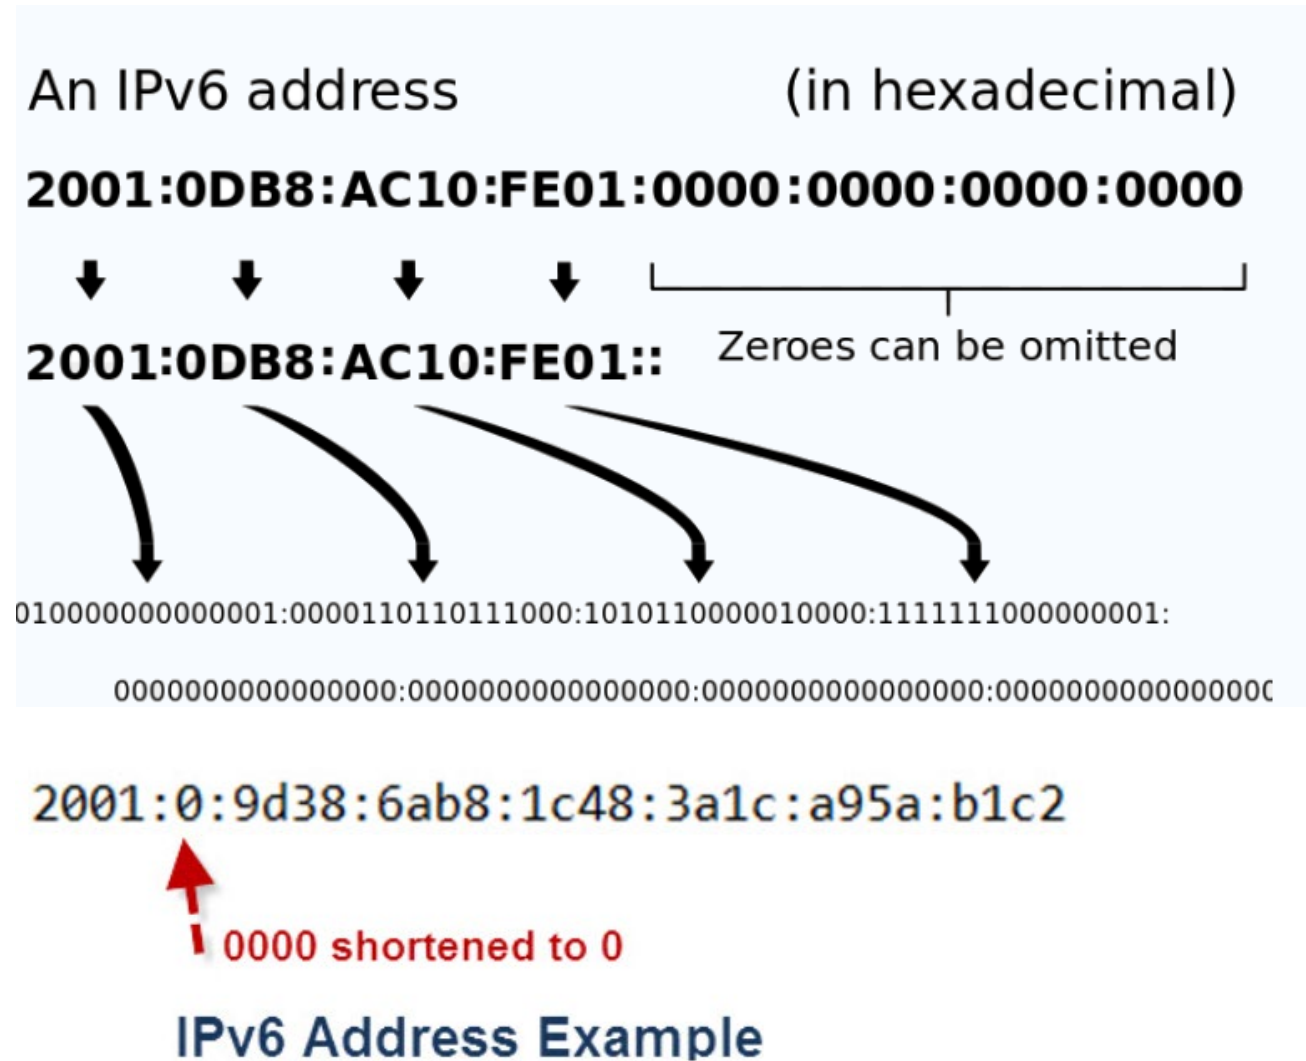 An IPv6 address (in hexadecimal)
2001:0DB8:AC10:FE01:0000:0000:0000:0000
2001:0DB8:AC10:FE01::
Zeroes can be omitted
010000000000001:0000110110111000:1010110000010000:1111111000000001:
0000000000000000:0000000000000000:0000000000000000:0000000000000000
2001:0:9d38:6ab8:1c48:3a1c:a95a:b1c2
0000 shortened to 0
IPv6 Address Example